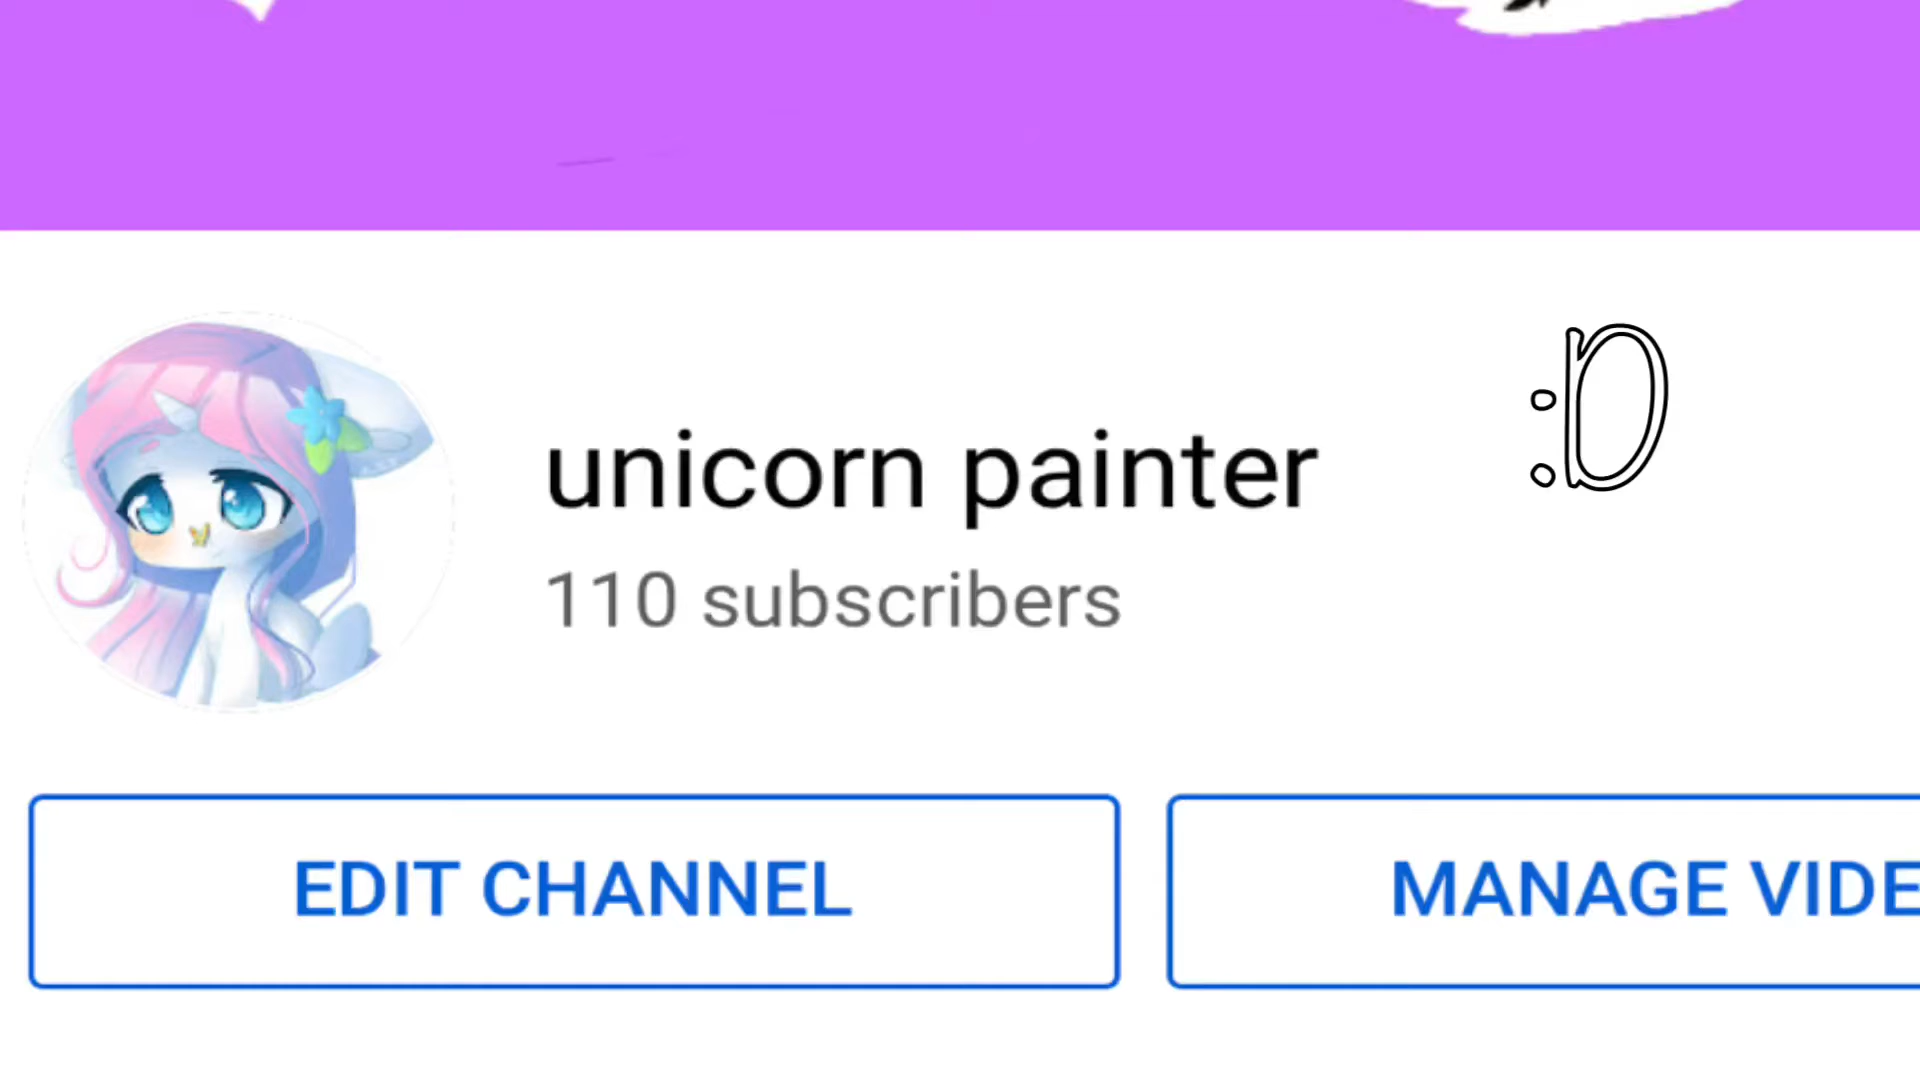 unicorn painter
:D
110 subscribers
EDIT CHANNEL
MANAGE VIDE